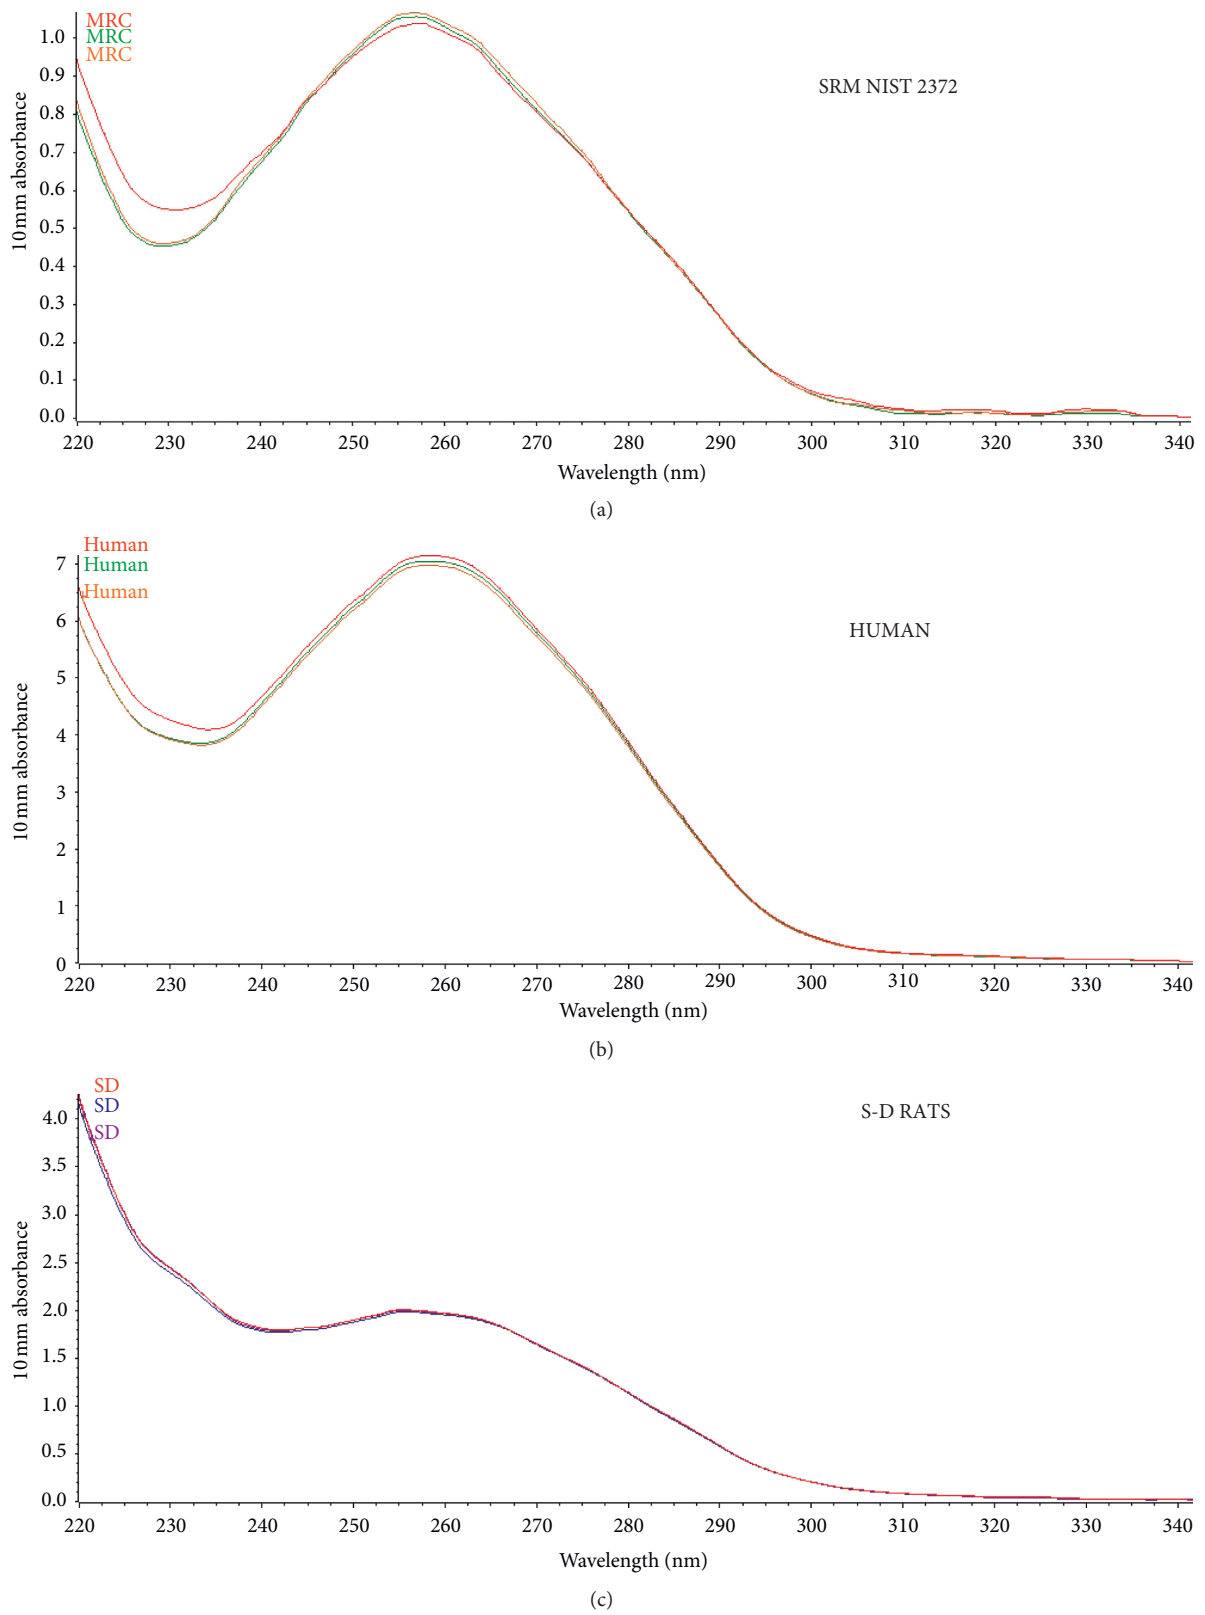 MRC
MRC
MRC
SRM NIST 2372
10 mm absorbance
1.0
0.9
0.8
0.7
0.6
0.5
0.4
0.3
0.2
0.1
0.0
220 230 240 250 260 270 280 290 300 310 320 330 340
Wavelength (nm)
(a)
Human
Human
Human
HUMAN
10 mm absorbance
7
6
5
4
3
2
1
0
220 230 240 250 260 270 280 290 300 310 320 330 340
Wavelength (nm)
(b)
SD
SD
SD
S-D RATS
10 mm absorbance
4.0
3.5
3.0
2.5
2.0
1.5
1.0
0.5
0.0
220 230 240 250 260 270 280 290 300 310 320 330 340
Wavelength (nm)
(c)